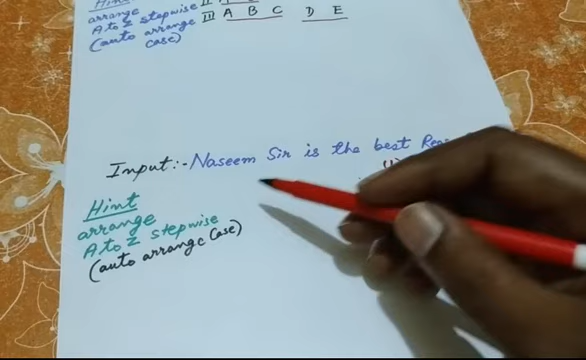 arrange
A to Z stepwise
(auto arrange
case)
III A B C D E
Input:- Naseem Sir is the best
Hint
arrange
A to Z stepwise
(auto arrange Case)